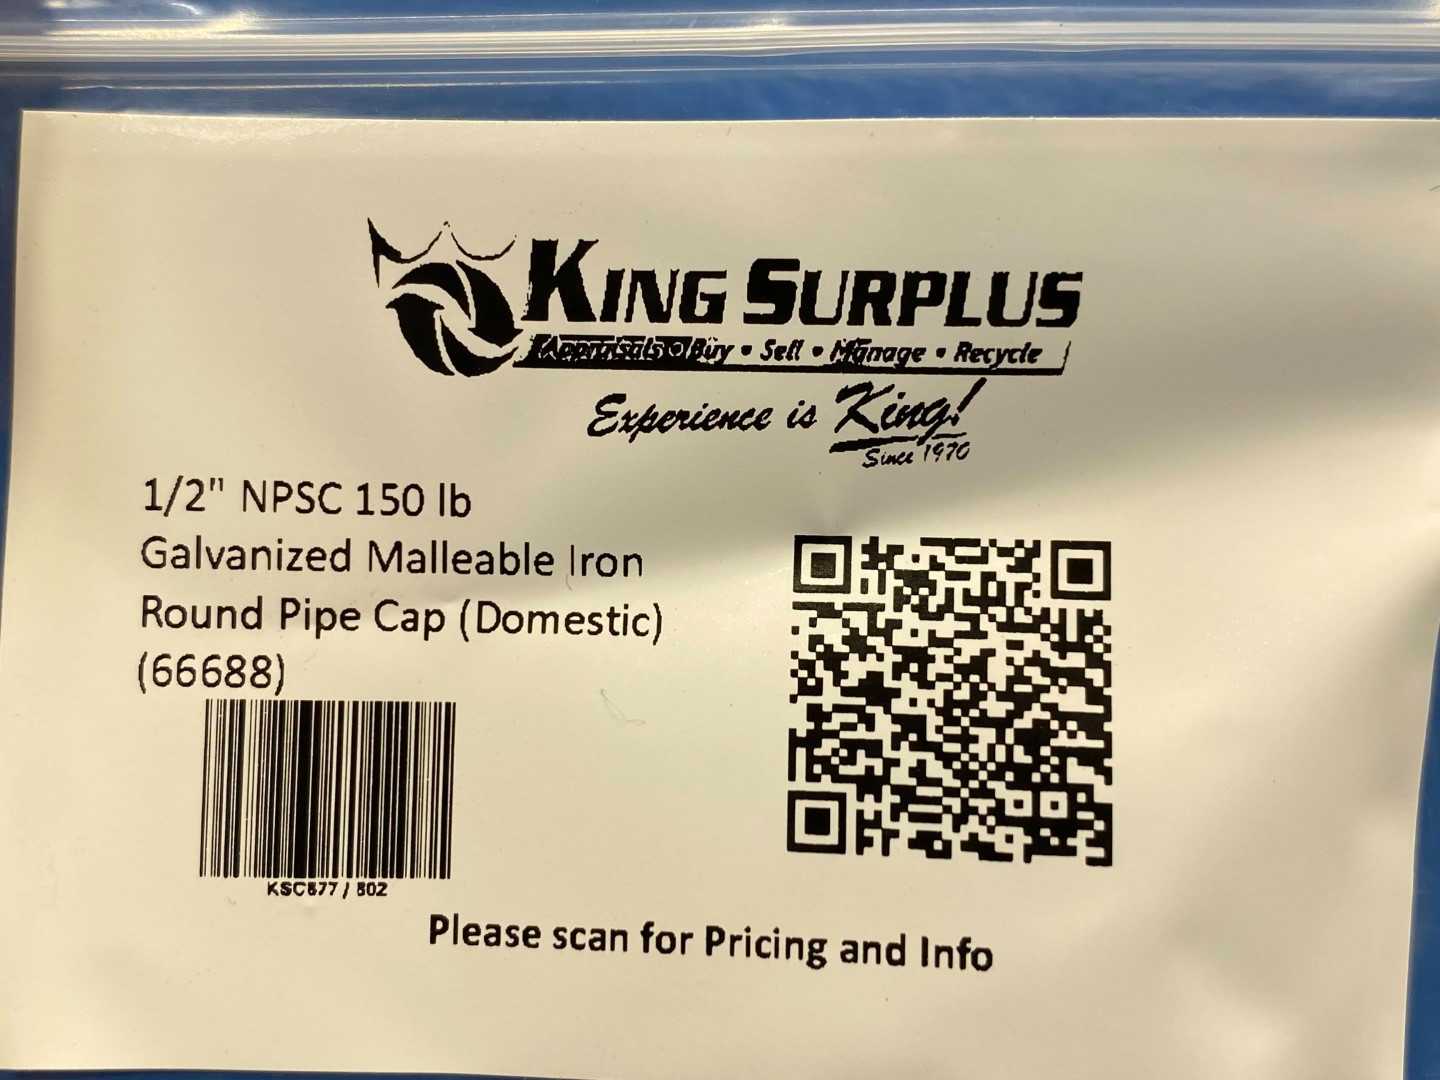 KING SURPLUS
Appraisals • Buy • Sell • Manage • Recycle
Experience is King!
Since 1970
1/2" NPSC 150 lb
Galvanized Malleable Iron
Round Pipe Cap (Domestic)
(66688)
KSC877 / 802
Please scan for Pricing and Info